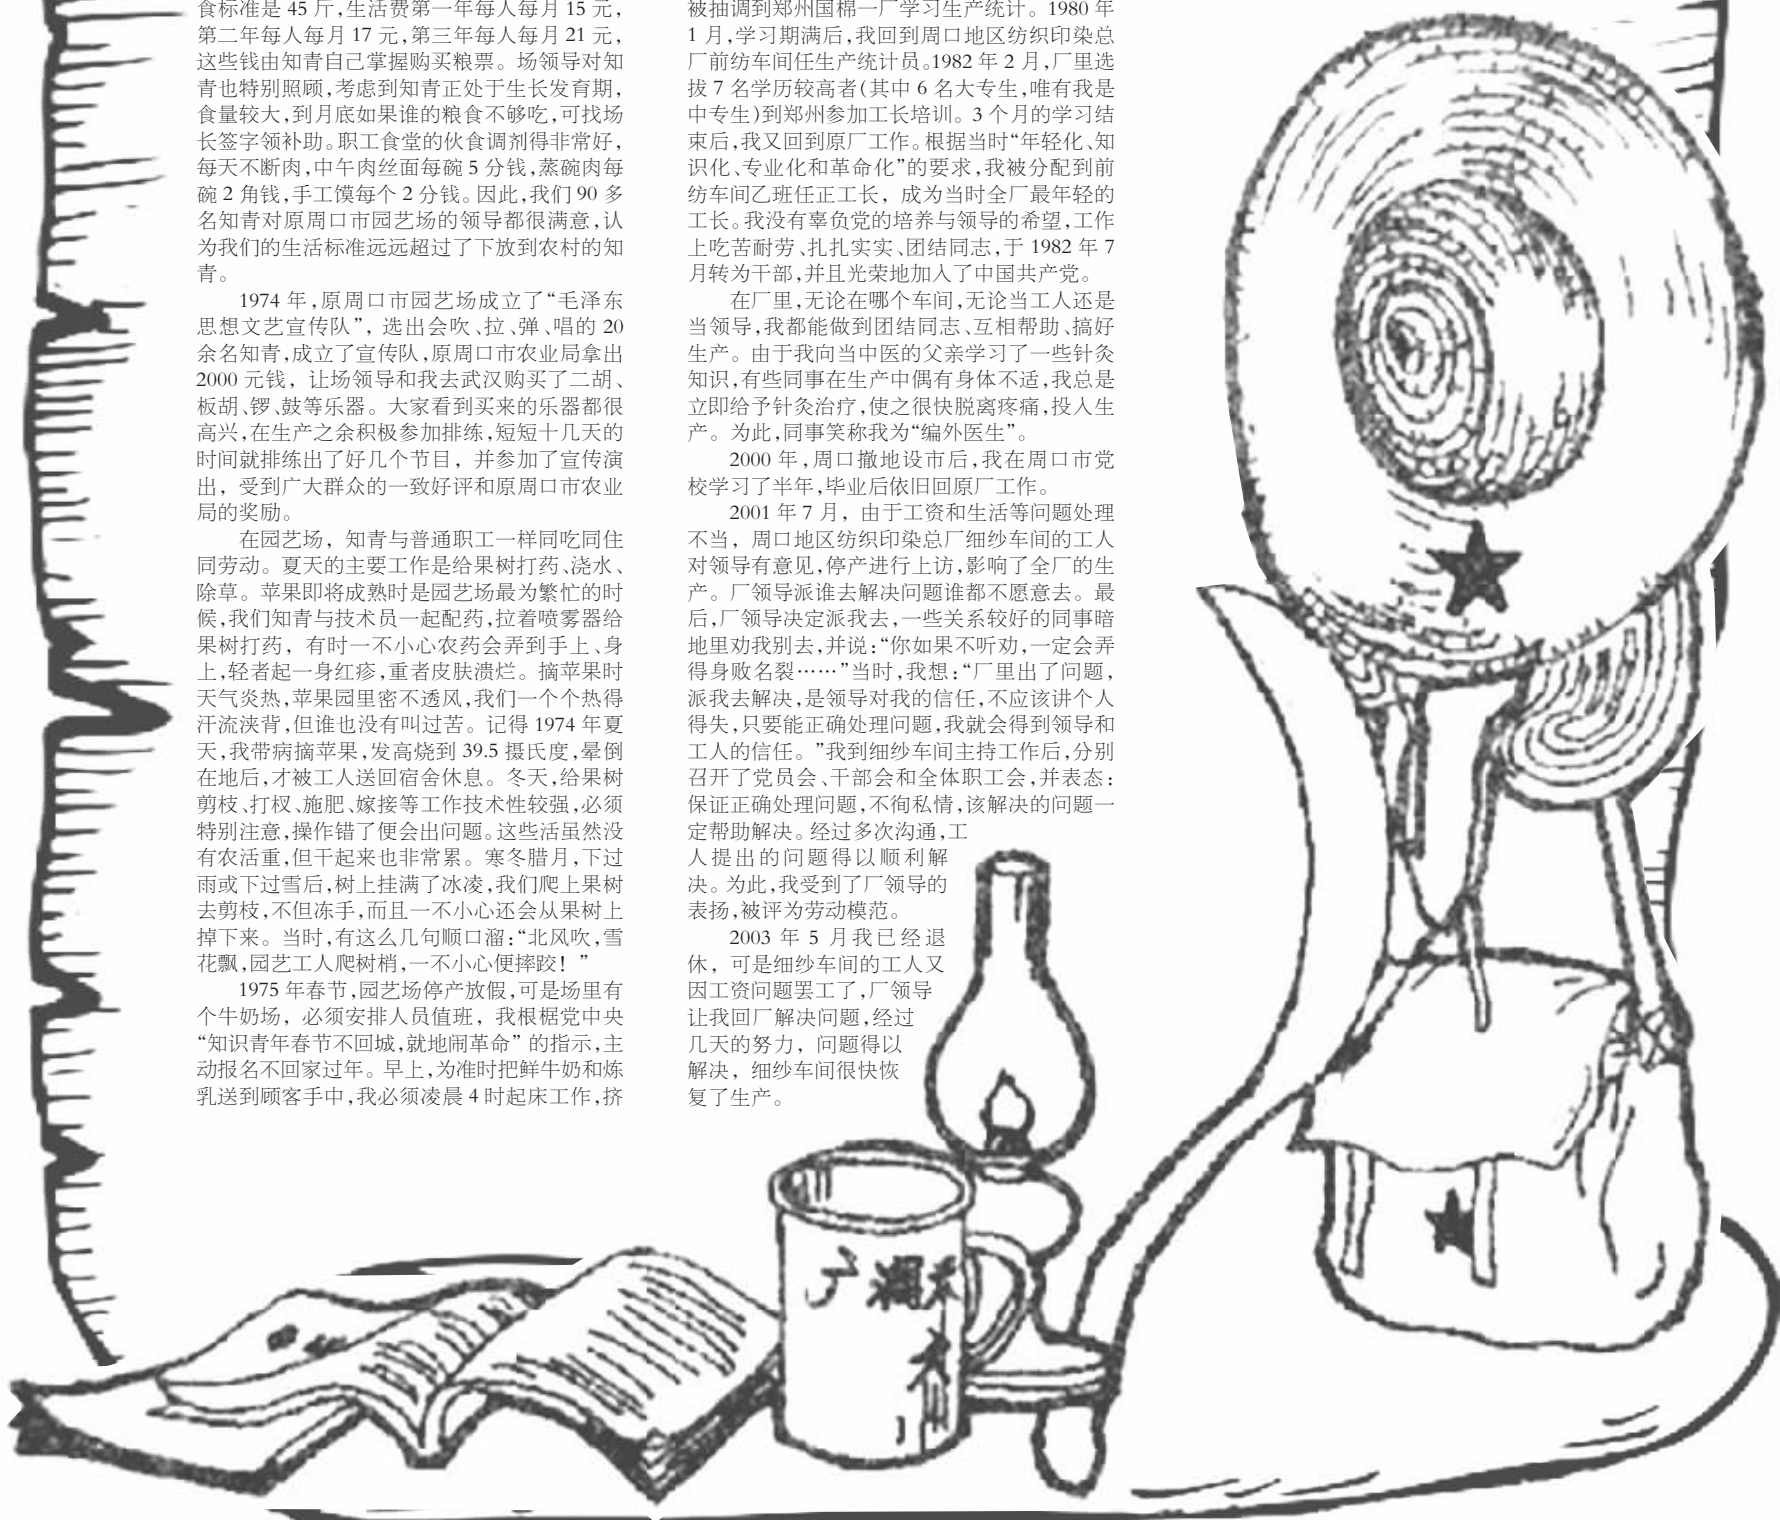 食标准是 45 斤,生活费第一年每人每月 15 元,
第二年每人每月 17 元,第三年每人每月 21 元,
这些钱由知青自己掌握购买粮票。场领导对知
青也特别照顾,考虑到知青正处于生长发育期,
食量较大,到月底如果谁的粮食不够吃,可找场
长签字领补助。职工食堂的伙食调剂得非常好,
每天不断肉,中午肉丝面每碗 5 分钱,蒸碗肉每
碗 2 角钱,手工馍每个 2 分钱。因此,我们 90 多
名知青对原周口市园艺场的领导都很满意,认
为我们的生活标准远远超过了下放到农村的知
青。
1974 年,原周口市园艺场成立了“毛泽东
思想文艺宣传队”，选出会吹、拉、弹、唱的 20
余名知青,成立了宣传队,原周口市农业局拿出
2000 元钱，让场领导和我去武汉购买了二胡、
板胡、锣、鼓等乐器。大家看到买来的乐器都很
高兴,在生产之余积极参加排练,短短十几天的
时间就排练出了好几个节目，并参加了宣传演
出，受到广大群众的一致好评和原周口市农业
局的奖励。
在园艺场，知青与普通职工一样同吃同住
同劳动。夏天的主要工作是给果树打药、浇水、
除草。苹果即将成熟时是园艺场最为繁忙的时
候,我们知青与技术员一起配药,拉着喷雾器给
果树打药，有时一不小心农药会弄到手上、身
上,轻者起一身红疹,重者皮肤溃烂。摘苹果时
天气炎热,苹果园里密不透风,我们一个个热得
汗流浃背,但谁也没有叫过苦。记得 1974 年夏
天,我带病摘苹果,发高烧到 39.5 摄氏度,晕倒
在地后,才被工人送回宿舍休息。冬天,给果树
剪枝、打杈、施肥、嫁接等工作技术性较强,必须
特别注意,操作错了便会出问题。这些活虽然没
有农活重,但干起来也非常累。寒冬腊月,下过
雨或下过雪后,树上挂满了冰凌,我们爬上果树
去剪枝,不但冻手,而且一不小心还会从果树上
掉下来。当时,有这么几句顺口溜:“北风吹,雪
花飘,园艺工人爬树梢,一不小心便摔跤！”
1975 年春节,园艺场停产放假,可是场里有
个牛奶场，必须安排人员值班，我根椐党中央
“知识青年春节不回城,就地闹革命”的指示,主
动报名不回家过年。早上,为准时把鲜牛奶和炼
乳送到顾客手中,我必须凌晨 4 时起床工作,挤
被抽调到郑州国棉一厂学习生产统计。1980 年
1 月,学习期满后,我回到周口地区纺织印染总
厂前纺车间任生产统计员。1982 年 2 月,厂里选
拔 7 名学历较高者(其中 6 名大专生,唯有我是
中专生)到郑州参加工长培训。3 个月的学习结
束后,我又回到原厂工作。根据当时“年轻化、知
识化、专业化和革命化”的要求,我被分配到前
纺车间乙班任正工长，成为当时全厂最年轻的
工长。我没有辜负党的培养与领导的希望,工作
上吃苦耐劳、扎扎实实、团结同志,于 1982 年 7
月转为干部,并且光荣地加入了中国共产党。
在厂里,无论在哪个车间,无论当工人还是
当领导,我都能做到团结同志、互相帮助、搞好
生产。由于我向当中医的父亲学习了一些针灸
知识,有些同事在生产中偶有身体不适,我总是
立即给予针灸治疗,使之很快脱离疼痛,投入生
产。为此,同事笑称我为“编外医生”。
2000 年,周口撤地设市后,我在周口市党
校学习了半年,毕业后依旧回原厂工作。
2001 年 7 月，由于工资和生活等问题处理
不当，周口地区纺织印染总厂细纱车间的工人
对领导有意见,停产进行上访,影响了全厂的生
产。厂领导派谁去解决问题谁都不愿意去。最
后,厂领导决定派我去,一些关系较好的同事暗
地里劝我别去,并说:“你如果不听劝,一定会弄
得身败名裂……”当时,我想:“厂里出了问题,
派我去解决,是领导对我的信任,不应该讲个人
得失,只要能正确处理问题,我就会得到领导和
工人的信任。”我到细纱车间主持工作后,分别
召开了党员会、干部会和全体职工会,并表态:
保证正确处理问题,不徇私情,该解决的问题一
定帮助解决。经过多次沟通,工
人提出的问题得以顺利解
决。为此,我受到了厂领导的
表扬,被评为劳动模范。
2003 年 5 月我已经退
休，可是细纱车间的工人又
因工资问题罢工了,厂领导
让我回厂解决问题,经过
几天的努力，问题得以
解决，细纱车间很快恢
复了生产。